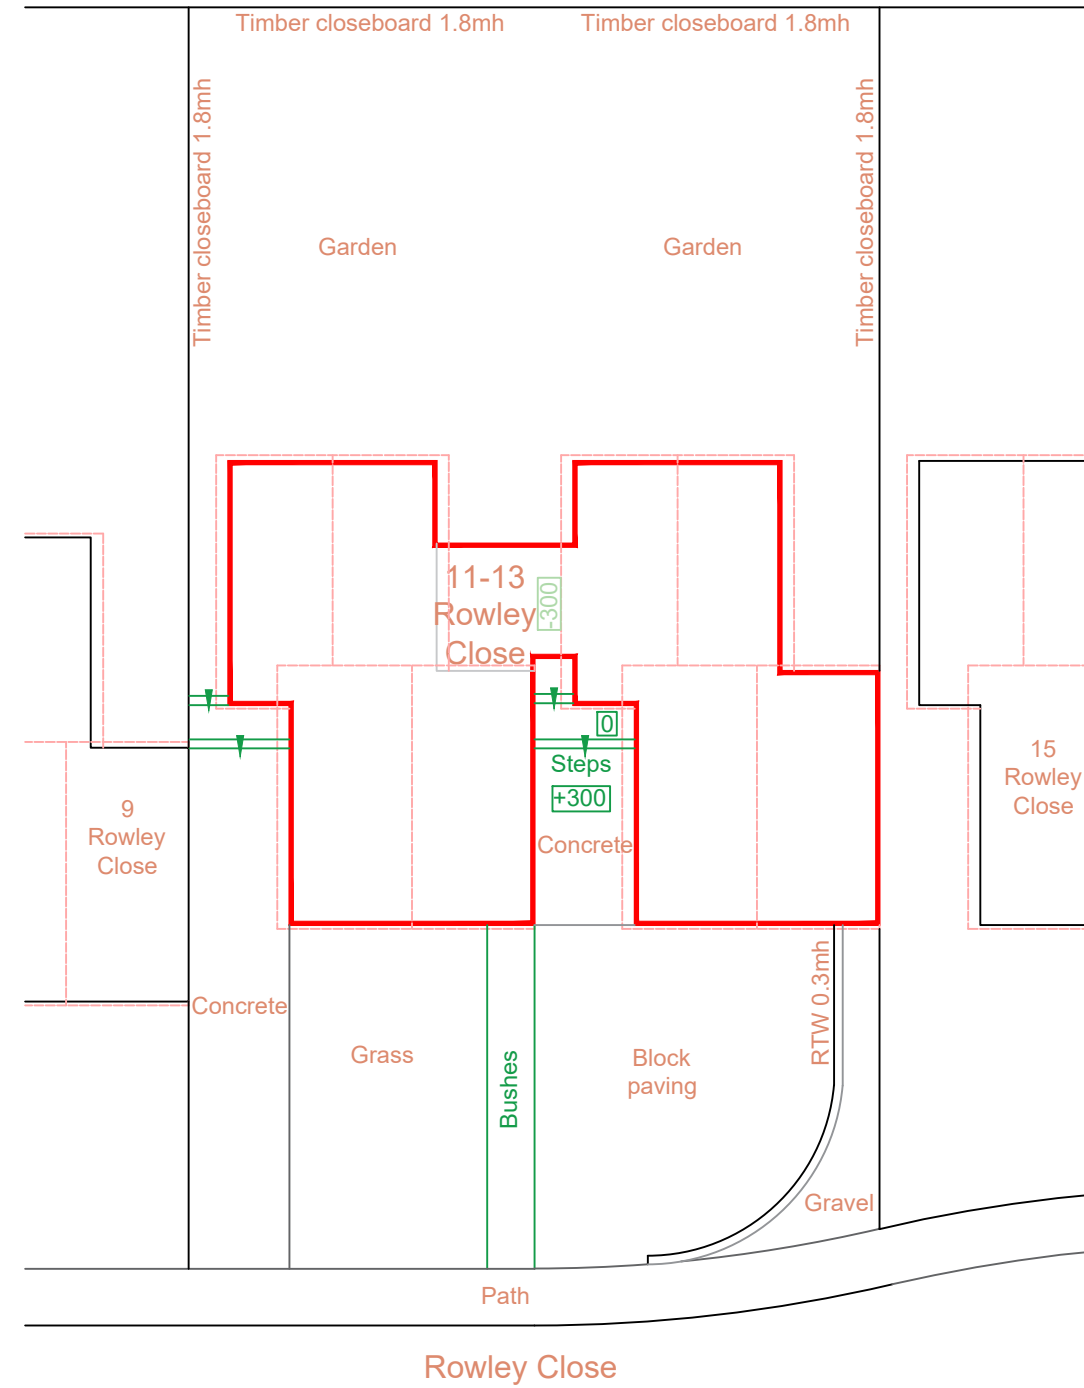 Timber closeboard 1.8mh
Timber closeboard 1.8mh
Timber closeboard 1.8mh
Timber closeboard 1.8mh
Garden
Garden
11-13
Rowley
Close
-300
0
Steps
+300
Concrete
9
Rowley
Close
15
Rowley
Close
Concrete
Grass
Bushes
Block
paving
RTW 0.3mh
Gravel
Path
Rowley Close